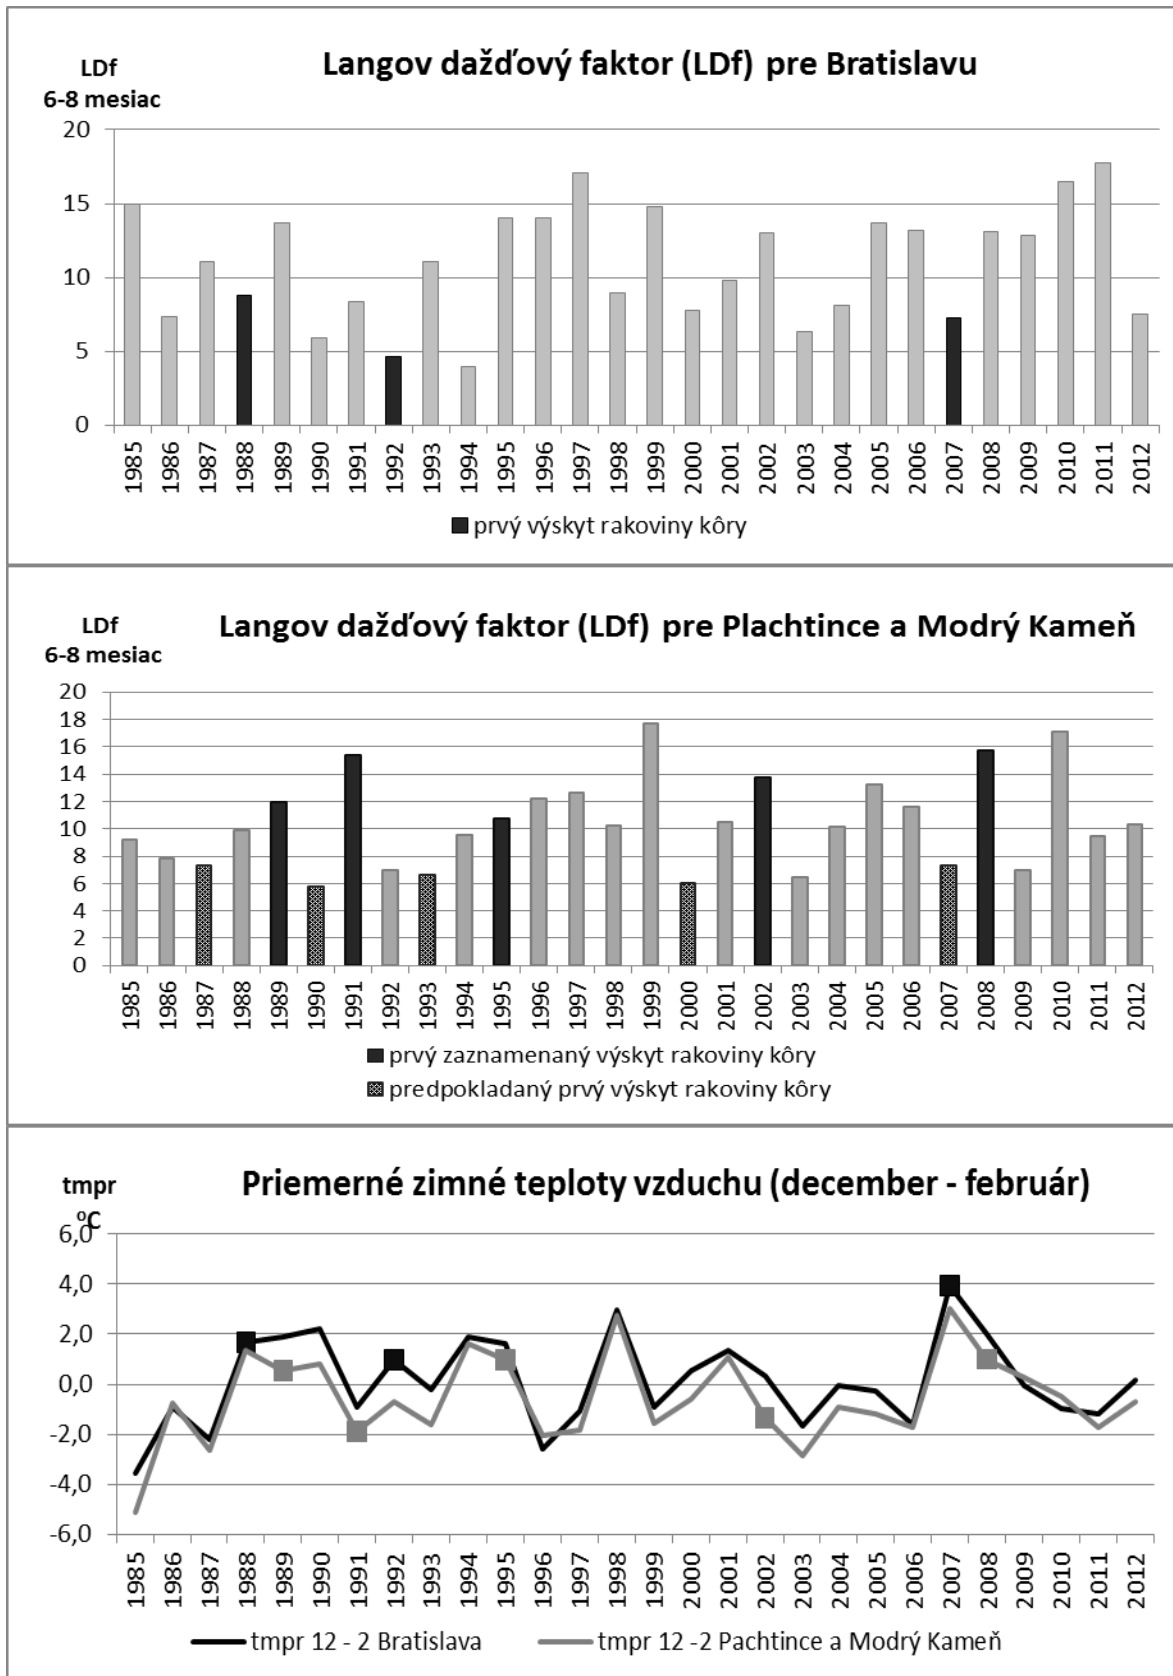 LDf
6-8 mesiac
Langov dažďový faktor (LDf) pre Bratislavu
20
15
10
5
0
1985 1986 1987 1988 1989 1990 1991 1992 1993 1994 1995 1996 1997 1998 1999 2000 2001 2002 2003 2004 2005 2006 2007 2008 2009 2010 2011 2012
prvý výskyt rakoviny kôry
LDf
6-8 mesiac
Langov dažďový faktor (LDf) pre Plachtince a Modrý Kameň
20
18
16
14
12
10
8
6
4
2
0
1985 1986 1987 1988 1989 1990 1991 1992 1993 1994 1995 1996 1997 1998 1999 2000 2001 2002 2003 2004 2005 2006 2007 2008 2009 2010 2011 2012
prvý zaznamenaný výskyt rakoviny kôry
predpokladaný prvý výskyt rakoviny kôry
tmpr
ºC
Priemerné zimné teploty vzduchu (december - február)
6,0
4,0
2,0
0,0
-2,0
-4,0
-6,0
1985 1986 1987 1988 1989 1990 1991 1992 1993 1994 1995 1996 1997 1998 1999 2000 2001 2002 2003 2004 2005 2006 2007 2008 2009 2010 2011 2012
tmpr 12 - 2 Bratislava tmpr 12 -2 Pachtince a Modrý Kameň